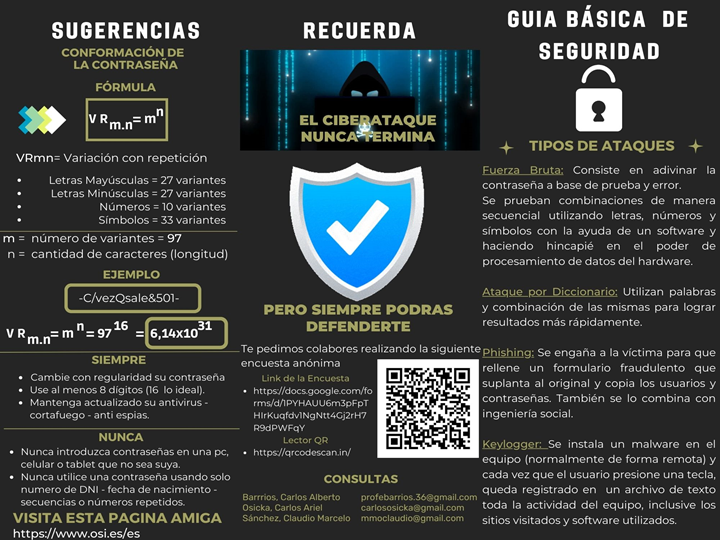 SUGERENCIAS
CONFORMACIÓN DE
LA CONTRASEÑA
FÓRMULA
V R m.n = m n
VRmn= Variación con repetición
• Letras Mayúsculas = 27 variantes
• Letras Minúsculas = 27 variantes
• Números = 10 variantes
• Símbolos = 33 variantes
m = número de variantes = 97
n = cantidad de caracteres (longitud)
EJEMPLO
-C/vezQsale&501-
V R m.n = m n = 97 16 = 6,14x10 31
SIEMPRE
• Cambie con regularidad su contraseña
• Use al menos 8 dígitos (16 lo ideal).
• Mantenga actualizado su antivirus -
cortafuego - anti espias.
NUNCA
• Nunca introduzca contraseñas en una pc,
celular o tablet que no sea suya.
• Nunca utilice una contraseña usando solo
numero de DNI - fecha de nacimiento -
secuencias o números repetidos.
VISITA ESTA PAGINA AMIGA
https://www.osi.es/es
RECUERDA
EL CIBERATAQUE
NUNCA TERMINA
PERO SIEMPRE PODRAS
DEFENDERTE
Te pedimos colabores realizando la siguiente
encuesta anónima
Link de la Encuesta
• https://docs.google.com/fo
rms/d/1PYHAUU6m3pFpT
HIrKuqfdv1NgNtt4Gj2rH7
R9dPWFqY
Lector QR
• https://qrcodescan.in/
CONSULTAS
Barrrios, Carlos Alberto profebarrios.36@gmail.com
Osicka, Carlos Ariel carlososicka@gmail.com
Sánchez, Claudio Marcelo mmoclaudio@gmail.com
GUIA BÁSICA DE
SEGURIDAD
TIPOS DE ATAQUES
Fuerza Bruta: Consiste en adivinar la
contraseña a base de prueba y error.
Se prueban combinaciones de manera
secuencial utilizando letras, números y
símbolos con la ayuda de un software y
haciendo hincapié en el poder de
procesamiento de datos del hardware.
Ataque por Diccionario: Utilizan palabras
y combinación de las mismas para lograr
resultados más rápidamente.
Phishing: Se engaña a la víctima para que
rellene un formulario fraudulento que
suplanta al original y copia los usuarios y
contraseñas. También se lo combina con
ingeniería social.
Keylogger: Se instala un malware en el
equipo (normalmente de forma remota) y
cada vez que el usuario presione una tecla,
queda registrado en un archivo de texto
toda la actividad del equipo, inclusive los
sitios visitados y software utilizados.